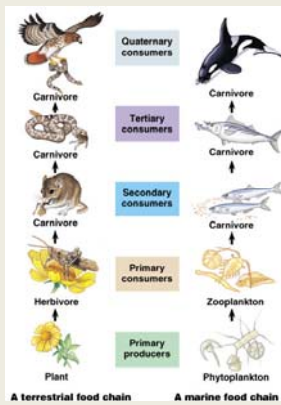 Quaternary
consumers
Carnivore
Carnivore
Tertiary
consumers
Carnivore
Carnivore
Secondary
consumers
Carnivore
Carnivore
Primary
consumers
Herbivore
Zooplankton
Primary
producers
Plant
Phytoplankton
A terrestrial food chain
A marine food chain